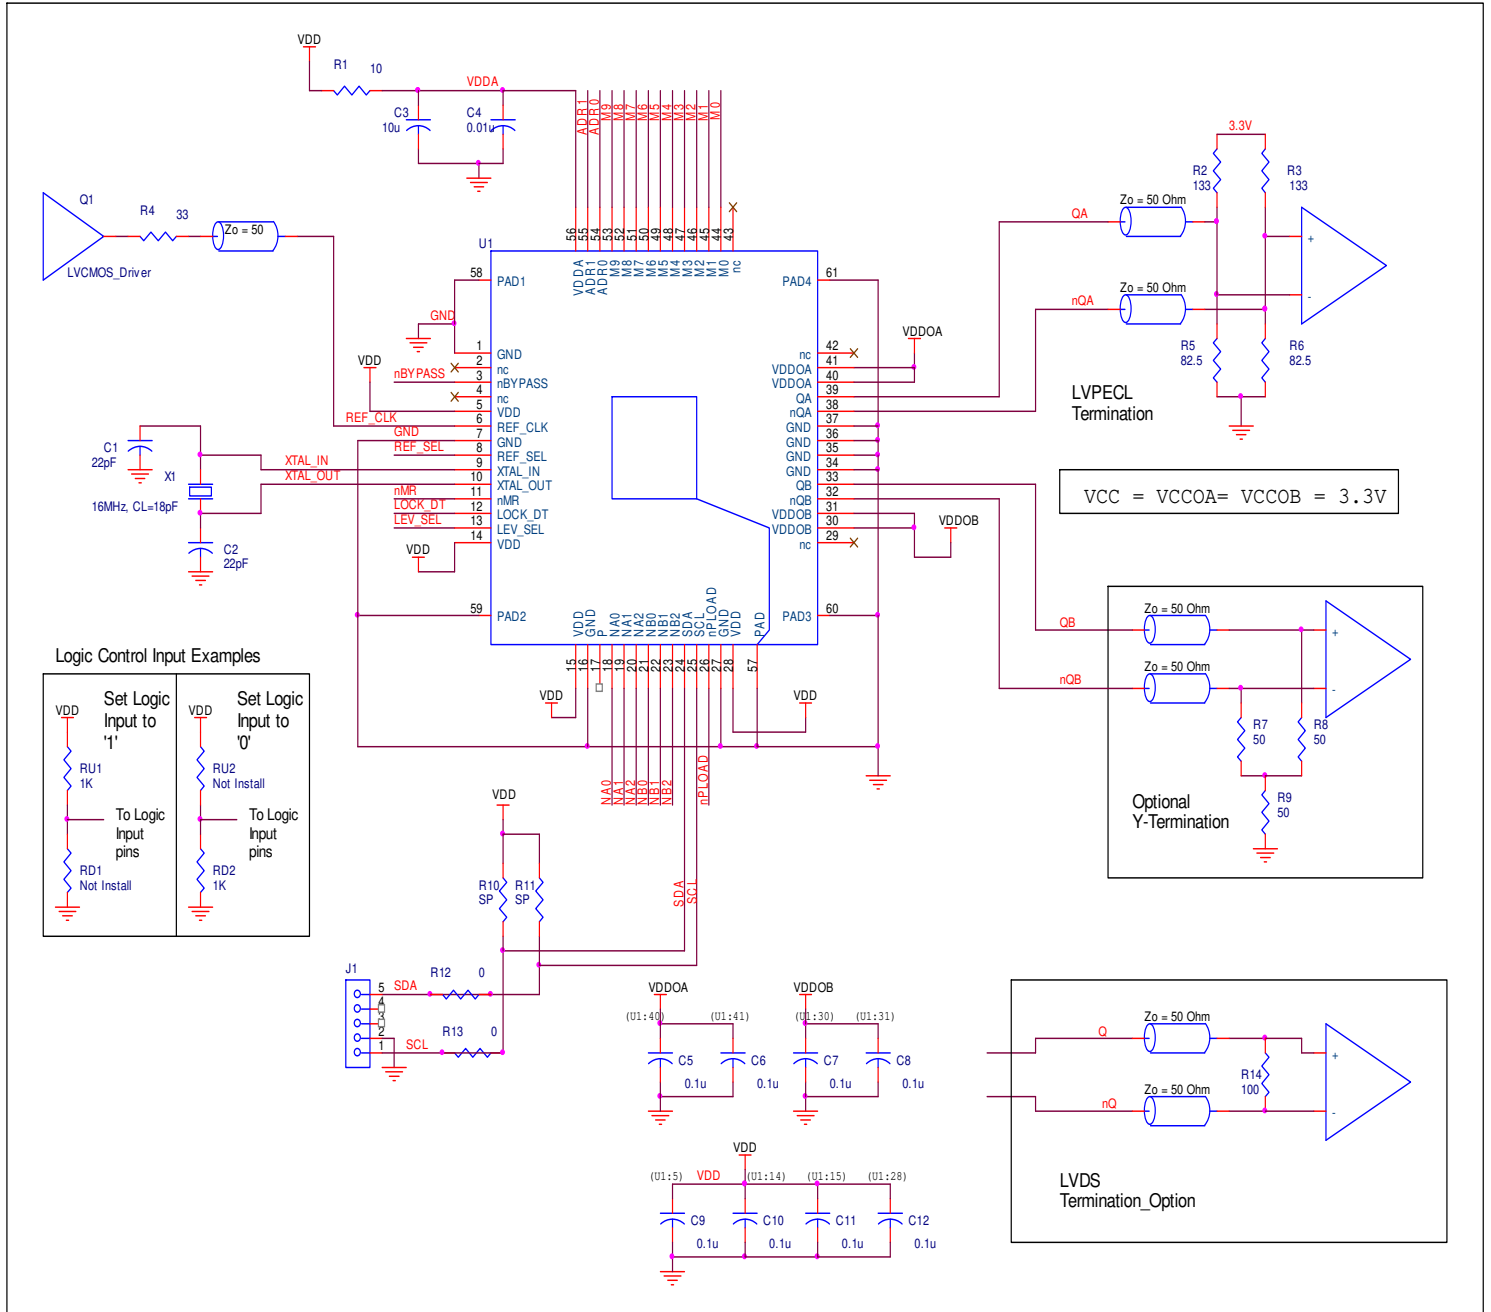 VDD
R1 10
VDDA
C3
10u
C4
0.01u
ADR1
ADR0
M9
M8
M7
M6
M5
M4
M3
M2
M1
M0
3.3V
R2
133
R3
133
Q1
R4 33
Zo = 50
LVCMOS_Driver
QA
Zo = 50 Ohm
nQA
Zo = 50 Ohm
+
-
R5
82.5
R6
82.5
LVPECL
Termination
U1
56 55 54 53 52 51 50 49 48 47 46 45 44 43
VDDA ADR1 ADR0 M9 M8 M7 M6 M5 M4 M3 M2 M1 M0 nc
58 PAD1
PAD4 61
GND
VDD
nBYPASS
REF_CLK
GND
REF_SEL
XTAL_IN
XTAL_OUT
nMR
LOCK_DT
LEV_SEL
VDD
1 GND
2 nc
3 nBYPASS
4 nc
5 VDD
6 REF_CLK
7 GND
8 REF_SEL
9 XTAL_IN
10 XTAL_OUT
11 nMR
12 LOCK_DT
13 LEV_SEL
14 VDD
59 PAD2
nc 42
VDDOA 41
VDDOA 40
QA 39
nQA 38
GND 37
GND 36
GND 35
GND 34
QB 33
nQB 32
VDDOB 31
VDDOB 30
nc 29
PAD3 60
VDDOA
VDDOB
C1
22pF
X1
16MHz, CL=18pF
C2
22pF
VCC = VCCOA= VCCOB = 3.3V
VDD GND P NA0 NA1 NA2 NB0 NB1 NB2 SDA SCL nPLOAD GND VDD PAD
15 16 17 18 19 20 21 22 23 24 25 26 27 28 57
VDD
VDD
NA0
NA1
NA2
NB0
NB1
NB2
nPLOAD
QB
Zo = 50 Ohm
nQB
Zo = 50 Ohm
+
-
R7
50
R8
50
R9
50
Optional
Y-Termination
Logic Control Input Examples
Set Logic
Input to
'1'
VDD
RU1
1K
To Logic
Input
pins
RD1
Not Install
Set Logic
Input to
'0'
VDD
RU2
Not Install
To Logic
Input
pins
RD2
1K
VDD
R10
SP
R11
SP
SDA
SCL
J1
5
4
3
2
1
SDA
R12 0
SCL
R13 0
VDDOA
(U1:40) (U1:41)
C5
0.1u
C6
0.1u
VDDOB
(U1:30) (U1:31)
C7
0.1u
C8
0.1u
VDD
(U1:5) VDD (U1:14) (U1:15) (U1:28)
C9
0.1u
C10
0.1u
C11
0.1u
C12
0.1u
Q
Zo = 50 Ohm
nQ
Zo = 50 Ohm
R14
100
+
-
LVDS
Termination_Option